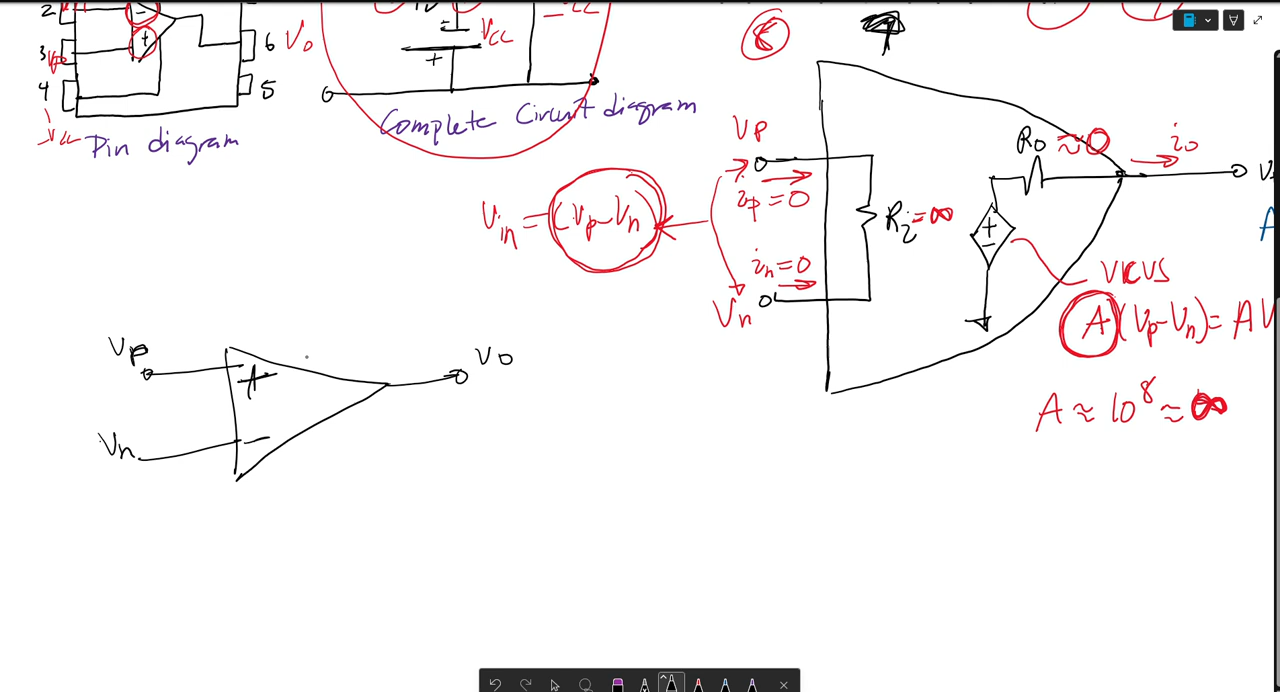 2
-
3
+
4
6
5
Vo
Pin diagram
Vcc
+
Complete Circuit diagram
Vin = (Vp-Vn)
Vp
ip=0
in=0
Vn
Ri=∞
Ro ≈0
io
+
-
VCVS
A(Vp-Vn)= AV
A ≈ 10^8 ≈ ∞
Vp
+
Vo
Vn
-